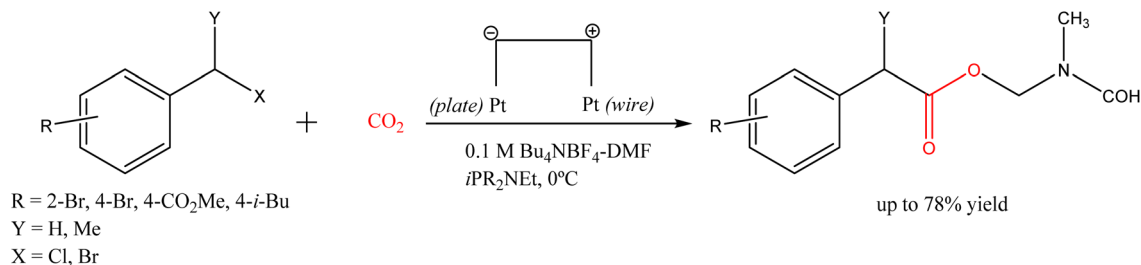 Y
X
R
+
CO₂
⊖ ⊕
(plate) Pt Pt (wire)
0.1 M Bu₄NBF₄-DMF
iPR₂NEt, 0ºC
R = 2-Br, 4-Br, 4-CO₂Me, 4-i-Bu
Y = H, Me
X = Cl, Br
Y
CH₃
O
N
COH
R
O
up to 78% yield